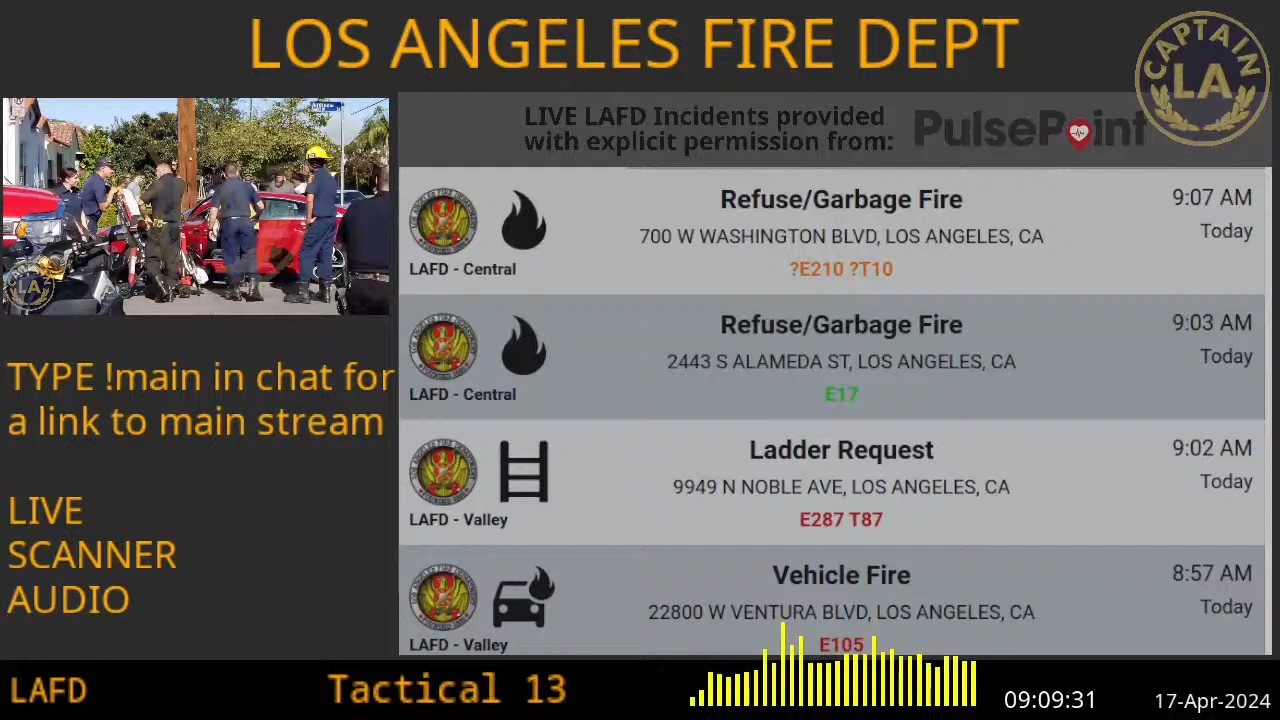 LOS ANGELES FIRE DEPT
CAPTAIN
LA
LIVE LAFD Incidents provided
with explicit permission from:
PulsePoint
Refuse/Garbage Fire
9:07 AM
700 W WASHINGTON BLVD, LOS ANGELES, CA
Today
LAFD - Central
?E210 ?T10
Refuse/Garbage Fire
9:03 AM
2443 S ALAMEDA ST, LOS ANGELES, CA
Today
LAFD - Central
E17
Ladder Request
9:02 AM
9949 N NOBLE AVE, LOS ANGELES, CA
Today
LAFD - Valley
E287 T87
Vehicle Fire
8:57 AM
22800 W VENTURA BLVD, LOS ANGELES, CA
Today
LAFD - Valley
E105
LA
TYPE !main in chat for
a link to main stream
LIVE
SCANNER
AUDIO
LAFD
Tactical 13
09:09:31
17-Apr-2024